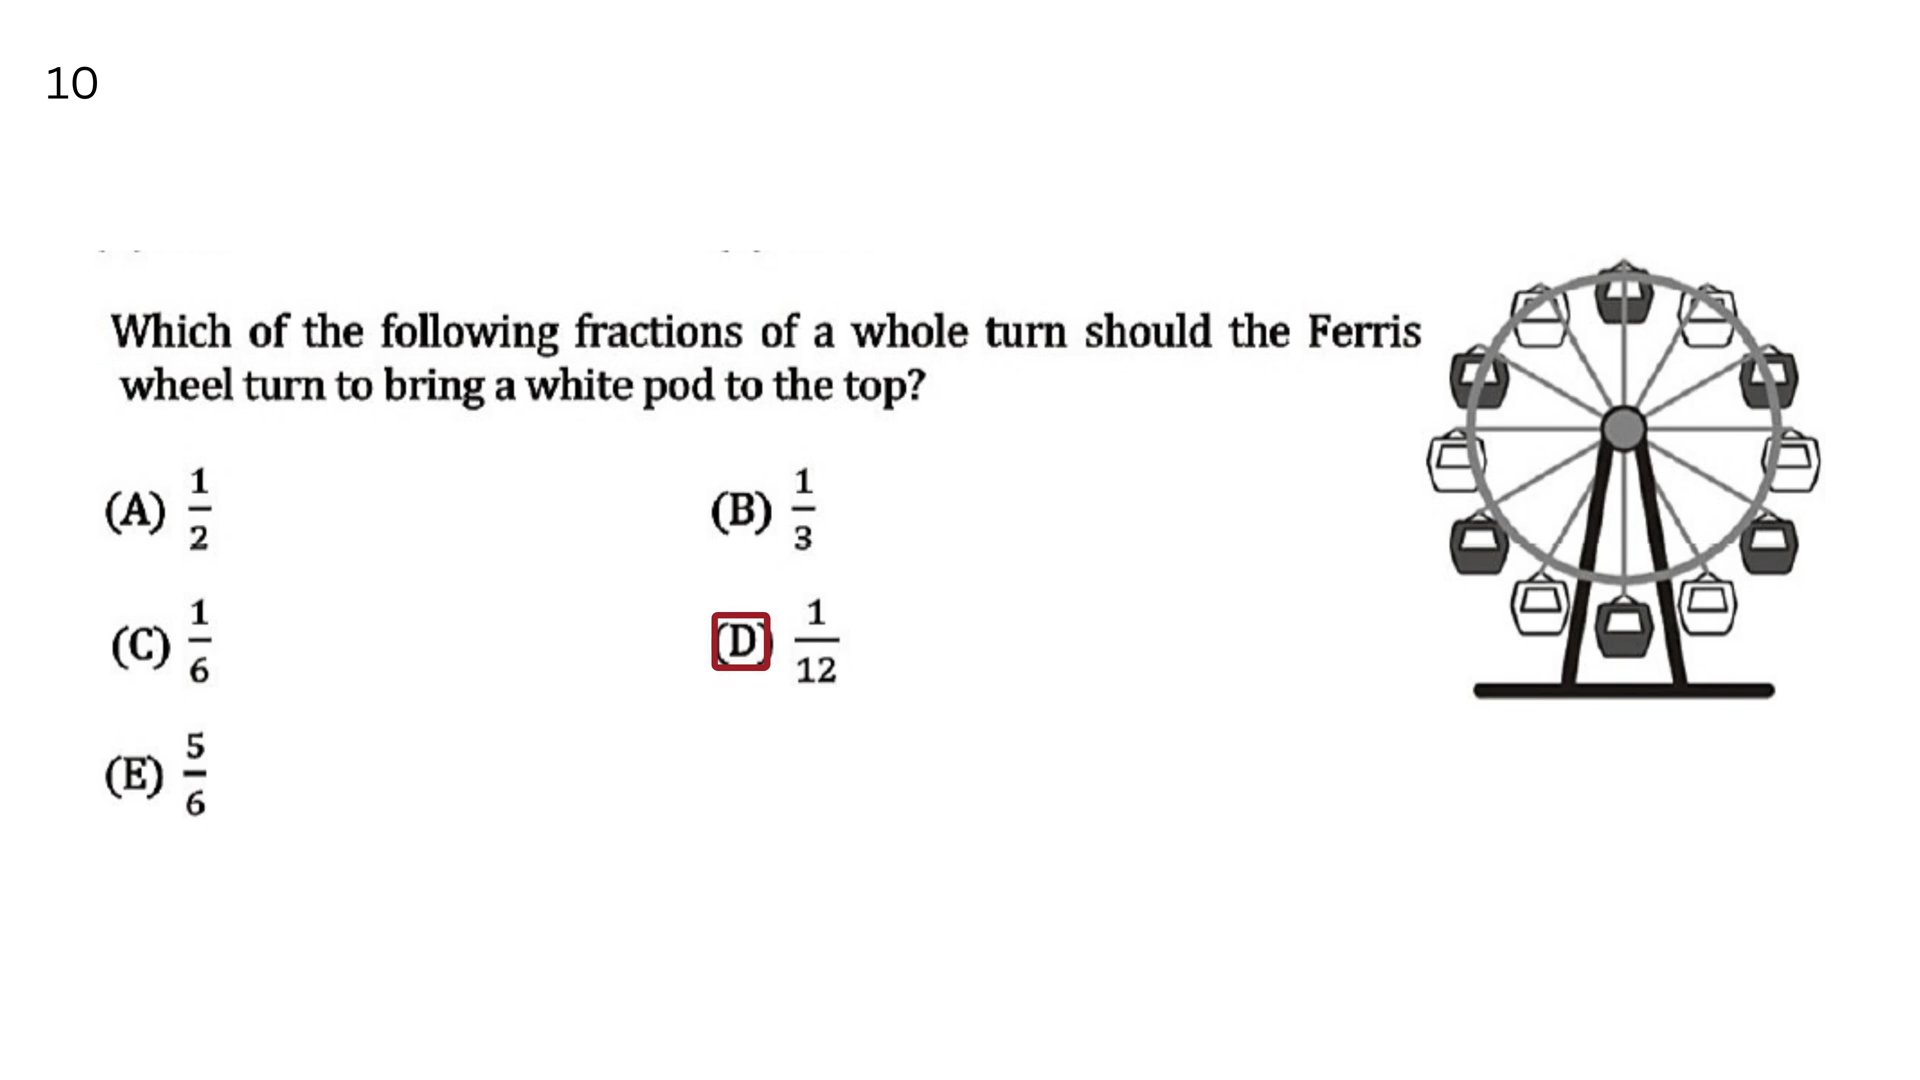 10
Which of the following fractions of a whole turn should the Ferris
wheel turn to bring a white pod to the top?
(A) 1/2 (B) 1/3
(C) 1/6 (D) 1/12
(E) 5/6